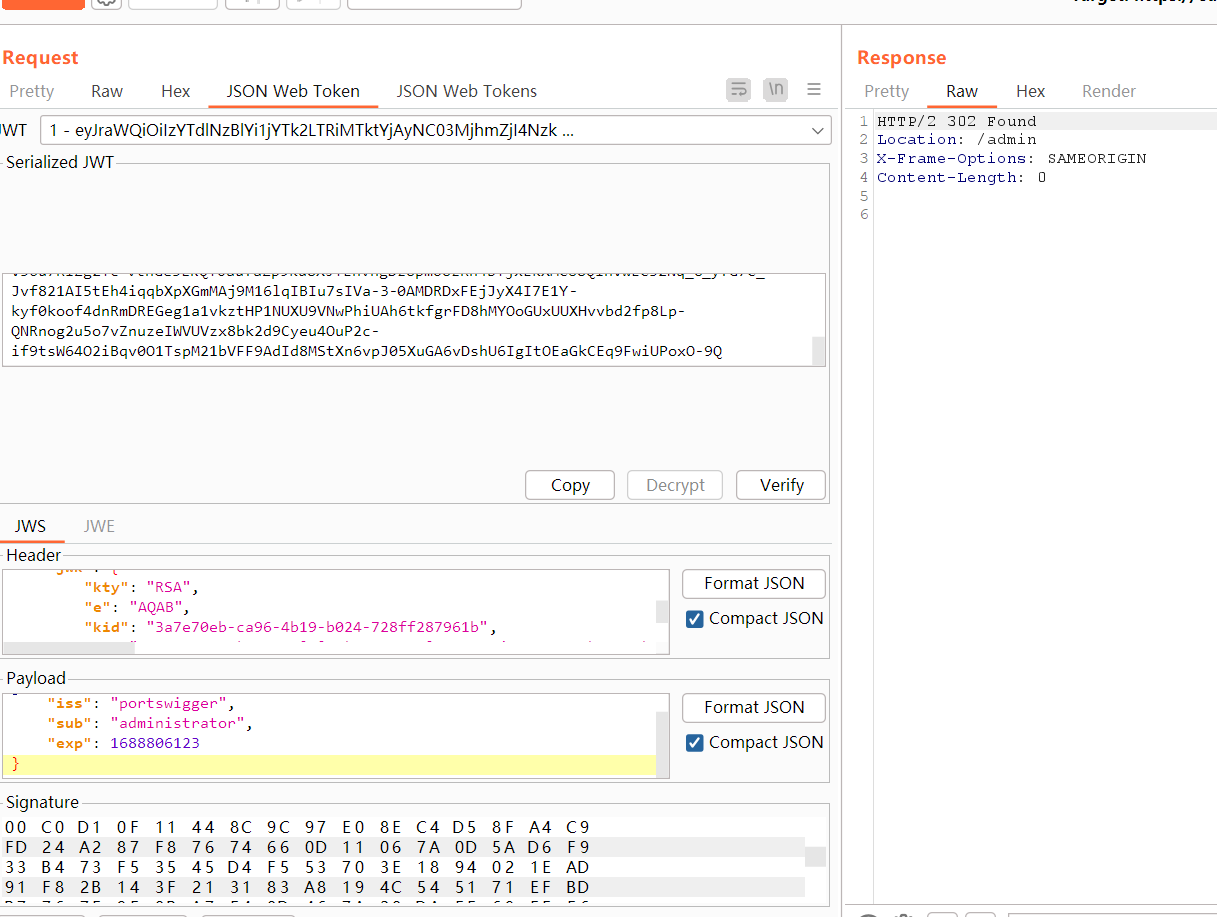 Request
Pretty Raw Hex JSON Web Token JSON Web Tokens
JWT 1 - eyJraWQiOiIzYTdlNzBlYi1jYTk2LTRiMTktYjAyNC03MjhmZjI4Nzk ...
Serialized JWT
Jvf821AI5tEh4iqqbXpXGmMAj9M16lqIBIu7sIVa-3-0AMDRDxFEjJyX4I7E1Y-
kyf0koof4dnRmDREGeg1a1vkztHP1NUXU9VNwPhiUAh6tkfgrFD8hMYOoGUxUUXHvvbd2fp8Lp-
QNRnog2u5o7vZnuzeIWVUVzx8bk2d9Cyeu4OuP2c-
if9tsW64O2iBqv0O1TspM21bVFF9AdId8MStXn6vpJ05XuGA6vDshU6IgItOEaGkCEq9FwiUPoxO-9Q
Copy Decrypt Verify
JWS JWE
Header
"kty": "RSA",
"e": "AQAB",
"kid": "3a7e70eb-ca96-4b19-b024-728ff287961b",
Format JSON
Compact JSON
Payload
"iss": "portswigger",
"sub": "administrator",
"exp": 1688806123
}
Format JSON
Compact JSON
Signature
00 C0 D1 0F 11 44 8C 9C 97 E0 8E C4 D5 8F A4 C9
FD 24 A2 87 F8 76 74 66 0D 11 06 7A 0D 5A D6 F9
33 B4 73 F5 35 45 D4 F5 53 70 3E 18 94 02 1E AD
91 F8 2B 14 3F 21 31 83 A8 19 4C 54 51 71 EF BD
Response
Pretty Raw Hex Render
1 HTTP/2 302 Found
2 Location: /admin
3 X-Frame-Options: SAMEORIGIN
4 Content-Length: 0
5
6